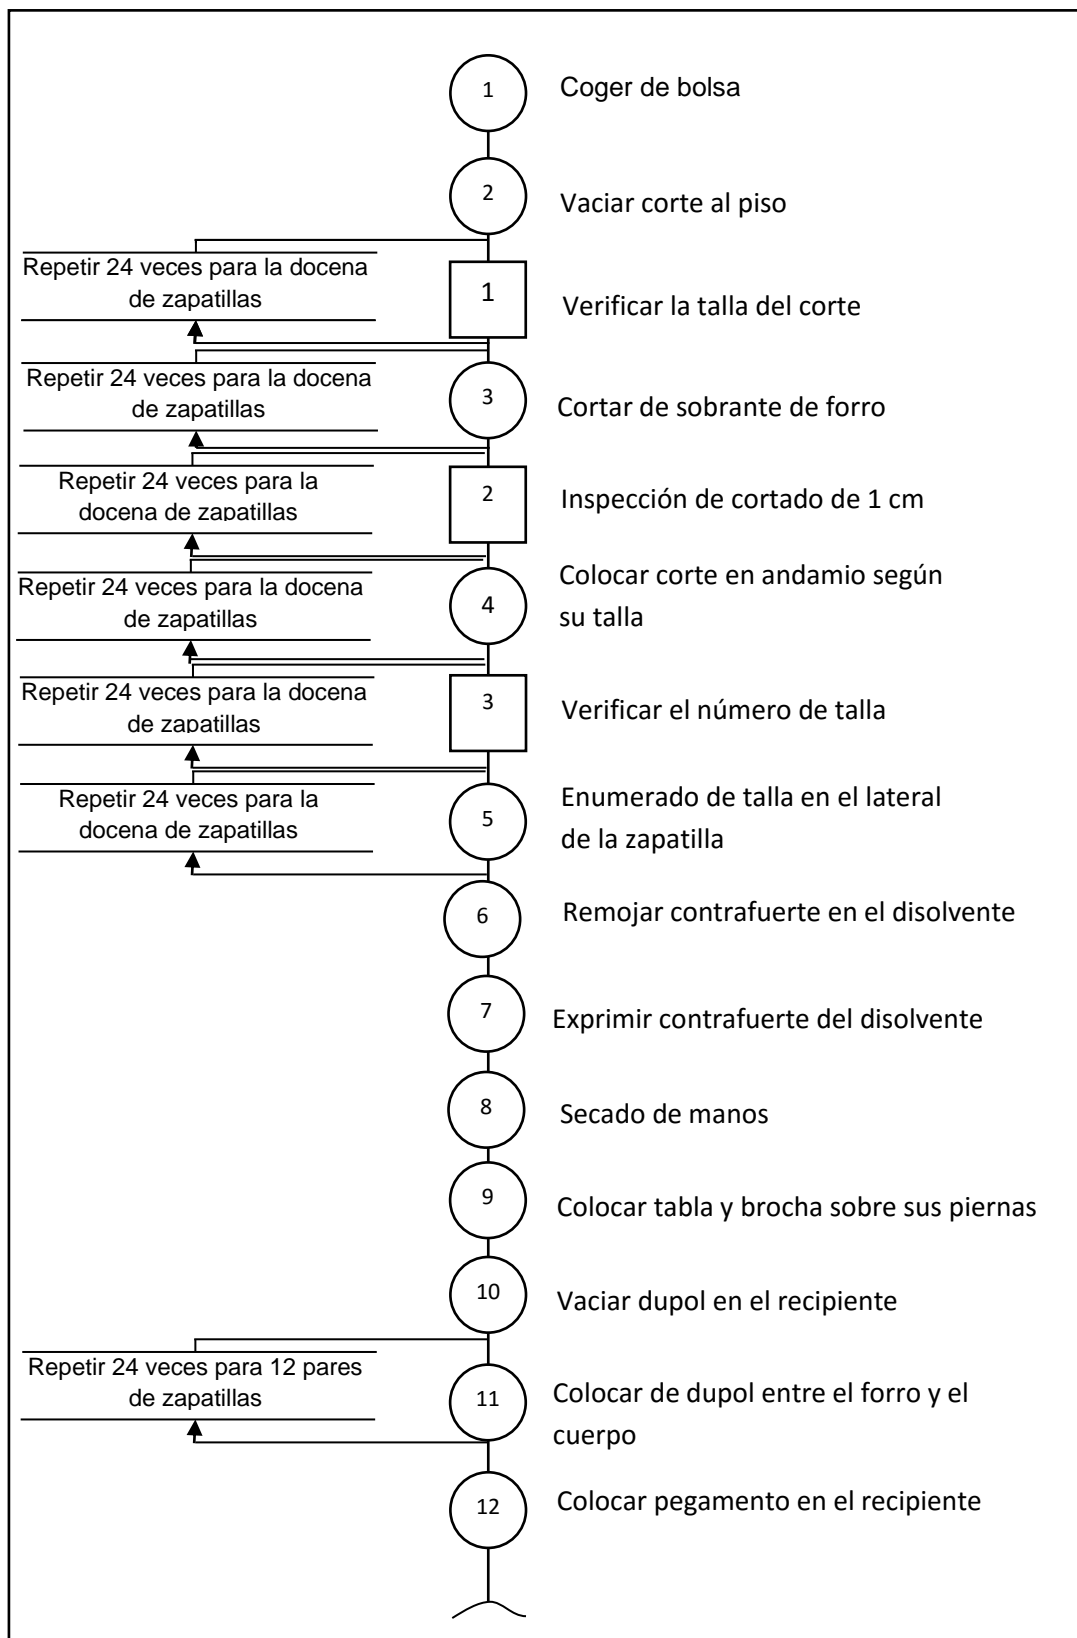 1
Coger de bolsa
2
Vaciar corte al piso
Repetir 24 veces para la docena
de zapatillas
1
Verificar la talla del corte
Repetir 24 veces para la docena
de zapatillas
3
Cortar de sobrante de forro
Repetir 24 veces para la
docena de zapatillas
2
Inspección de cortado de 1 cm
Repetir 24 veces para la docena
de zapatillas
4
Colocar corte en andamio según
su talla
Repetir 24 veces para la docena
de zapatillas
3
Verificar el número de talla
Repetir 24 veces para la
docena de zapatillas
5
Enumerado de talla en el lateral
de la zapatilla
6
Remojar contrafuerte en el disolvente
7
Exprimir contrafuerte del disolvente
8
Secado de manos
9
Colocar tabla y brocha sobre sus piernas
10
Vaciar dupol en el recipiente
Repetir 24 veces para 12 pares
de zapatillas
11
Colocar de dupol entre el forro y el
cuerpo
12
Colocar pegamento en el recipiente